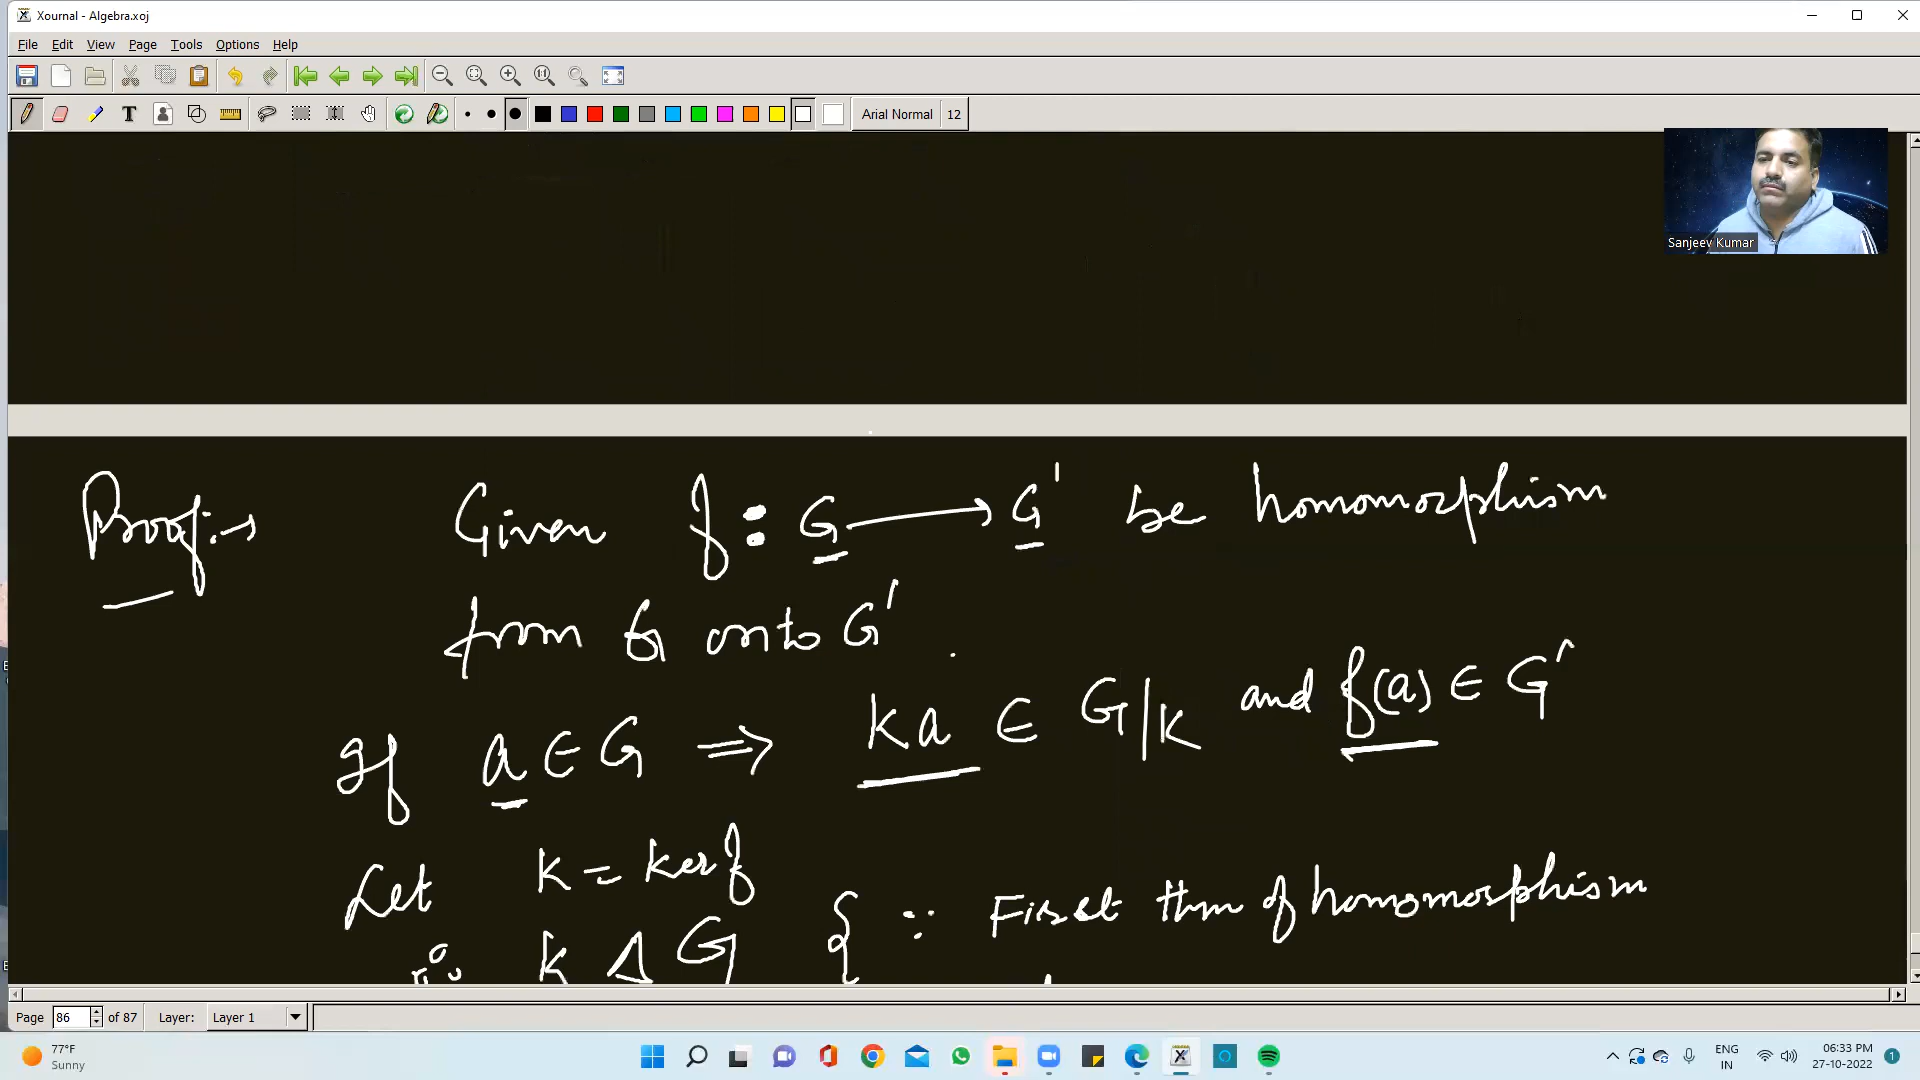 Xournal - Algebra.xoj
File Edit View Page Tools Options Help
Arial Normal 12
Sanjeev Kumar
Proof:→ Given f : G ⟶ G' be homomorphism
from G onto G'.
If a ∈ G ⇒ Ka ∈ G/K and f(a) ∈ G'
Let K = ker f
K Δ G { ∵ First thm of homomorphism
Page 86 of 87 Layer: Layer 1
77°F
Sunny
ENG
IN
06:33 PM
27-10-2022
1